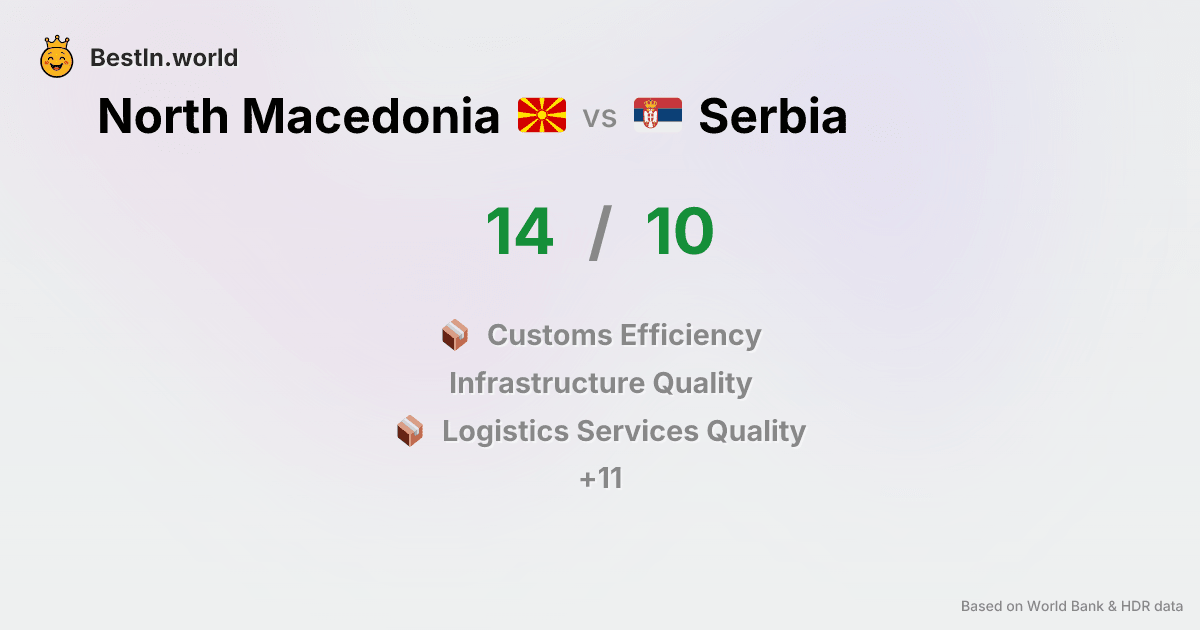 BestIn.world
North Macedonia vs Serbia
14 / 10
Customs Efficiency
Infrastructure Quality
Logistics Services Quality
+11
Based on World Bank & HDR data